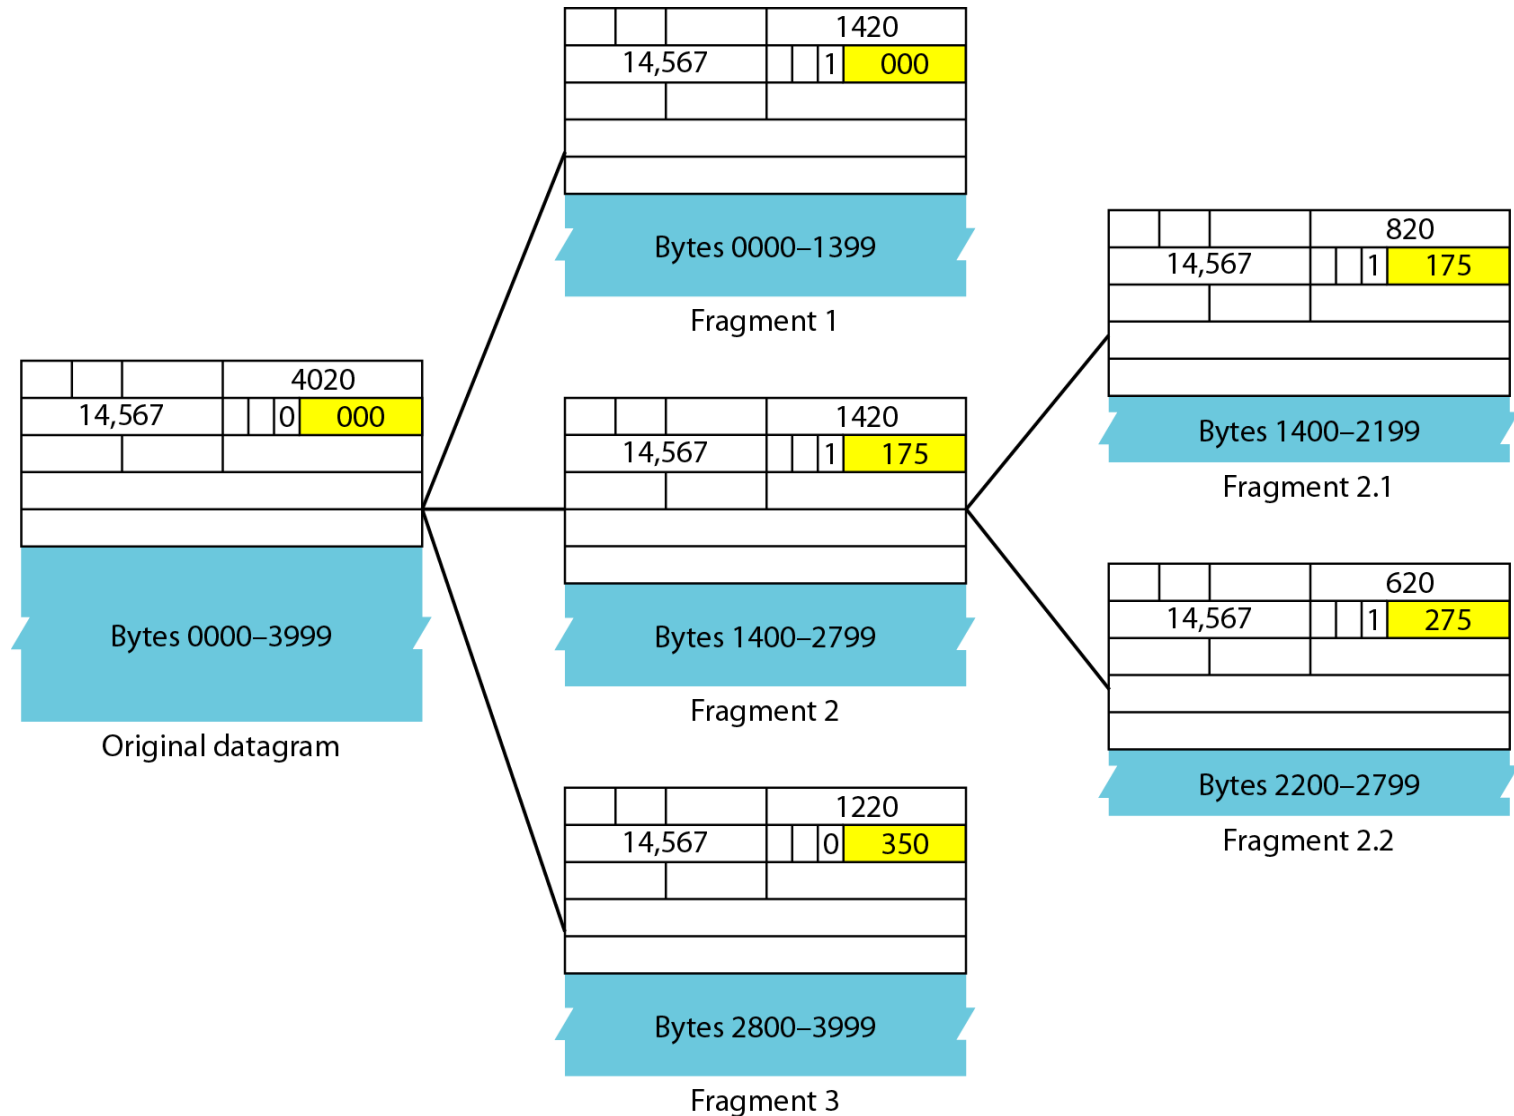 4020
14,567 0 000
Bytes 0000–3999
Original datagram
1420
14,567 1 000
Bytes 0000–1399
Fragment 1
1420
14,567 1 175
Bytes 1400–2799
Fragment 2
1220
14,567 0 350
Bytes 2800–3999
Fragment 3
820
14,567 1 175
Bytes 1400–2199
Fragment 2.1
620
14,567 1 275
Bytes 2200–2799
Fragment 2.2